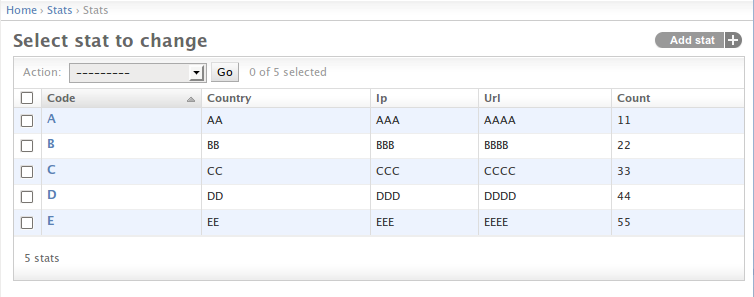 Home › Stats › Stats
Select stat to change
Add stat +
Action: --------- Go 0 of 5 selected
Code Country Ip Url Count
A AA AAA AAAA 11
B BB BBB BBBB 22
C CC CCC CCCC 33
D DD DDD DDDD 44
E EE EEE EEEE 55
5 stats